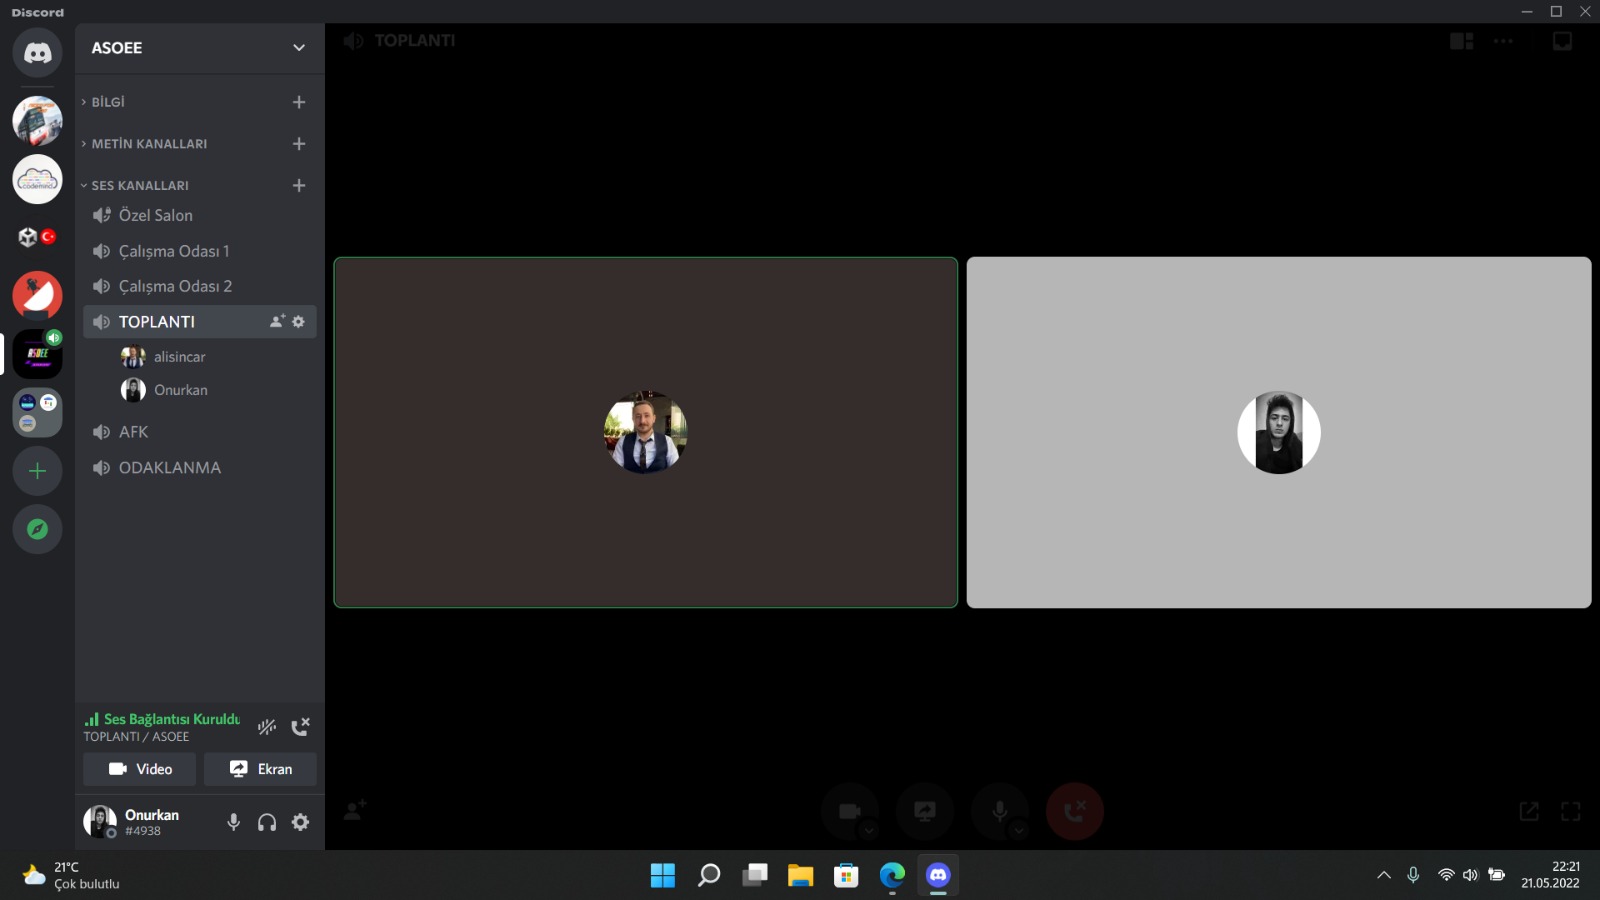 Discord
ASOEE
BİLGİ
METİN KANALLARI
SES KANALLARI
Özel Salon
Çalışma Odası 1
Çalışma Odası 2
TOPLANTI
alisincar
Onurkan
AFK
ODAKLANMA
Ses Bağlantısı Kuruldu
TOPLANTI / ASOEE
Video
Ekran
Onurkan
#4938
TOPLANTI
codemind
ASOEE
21°C
Çok bulutlu
22:21
21.05.2022